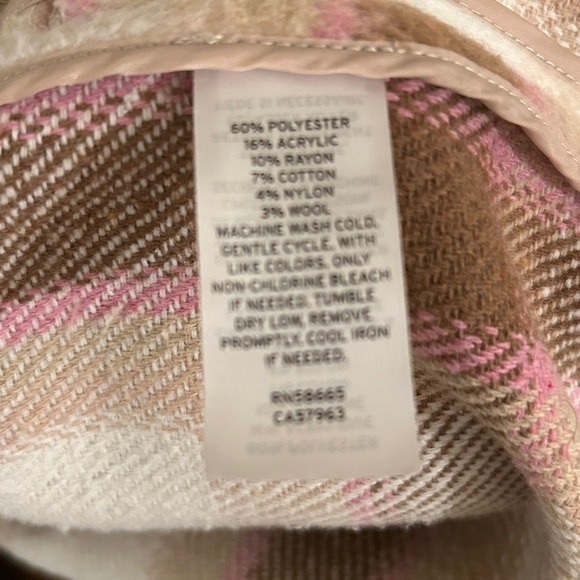 60% POLYESTER
16% ACRYLIC
10% RAYON
7% COTTON
4% NYLON
3% WOOL
MACHINE WASH COLD,
GENTLE CYCLE, WITH
LIKE COLORS. ONLY
NON-CHLORINE BLEACH
IF NEEDED. TUMBLE
DRY LOW, REMOVE
PROMPTLY. COOL IRON
IF NEEDED.
RN58665
CA57963